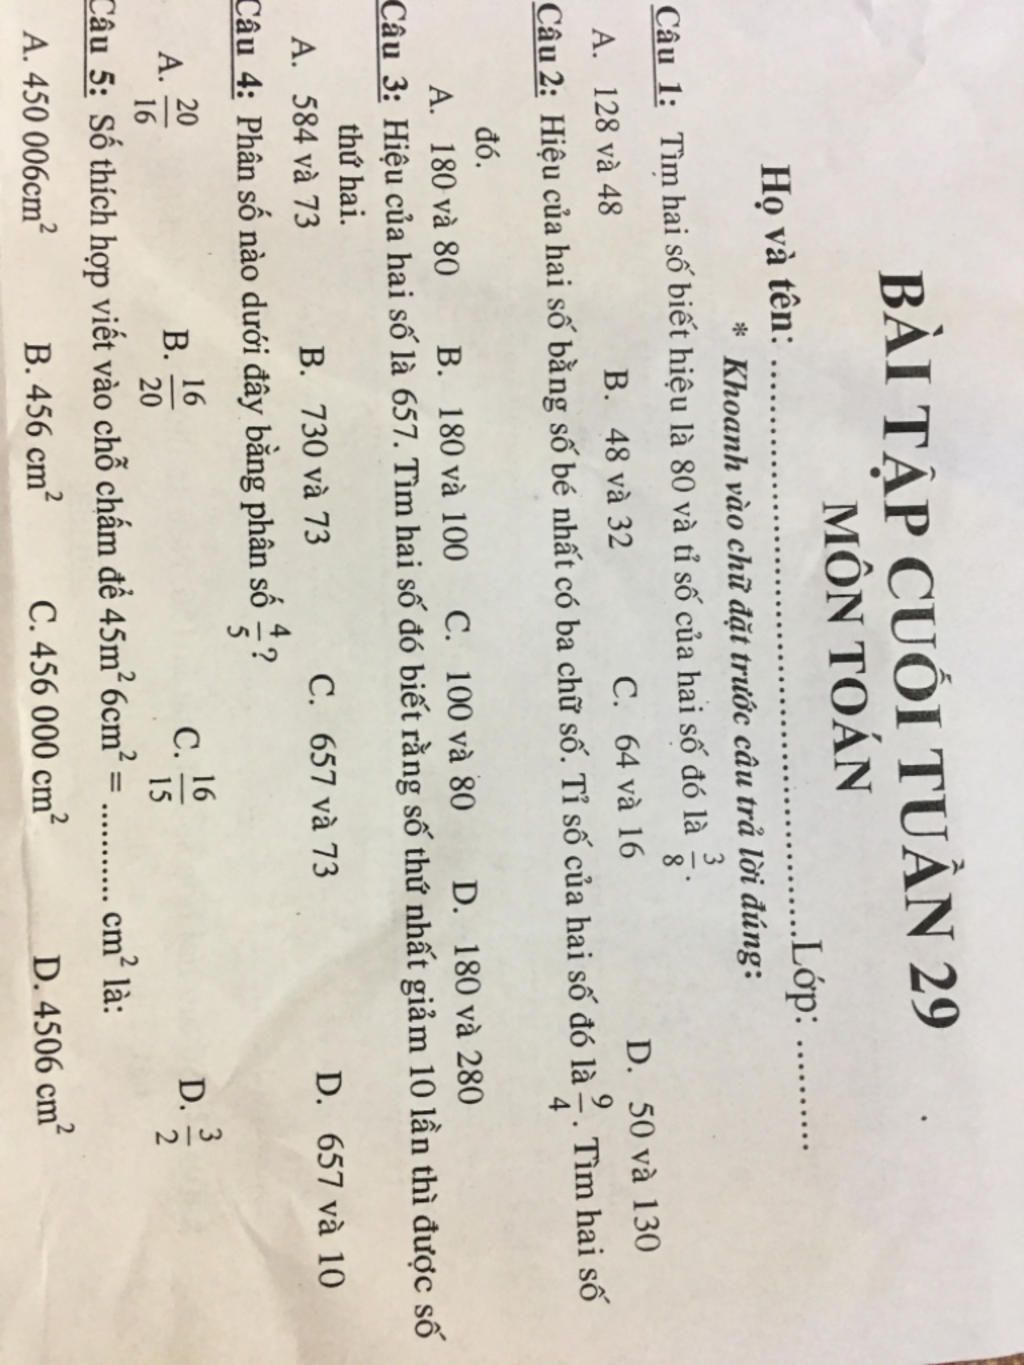 BÀI TẬP CUỐI TUẦN 29
MÔN TOÁN
Họ và tên: ..........................................................Lớp: ..........
* Khoanh vào chữ đặt trước câu trả lời đúng:
Câu 1: Tìm hai số biết hiệu là 80 và tỉ số của hai số đó là 3/8.
A. 128 và 48 B. 48 và 32 C. 64 và 16 D. 50 và 130
Câu 2: Hiệu của hai số bằng số bé nhất có ba chữ số. Tỉ số của hai số đó là 9/4. Tìm hai số
đó.
A. 180 và 80 B. 180 và 100 C. 100 và 80 D. 180 và 280
Câu 3: Hiệu của hai số là 657. Tìm hai số đó biết rằng số thứ nhất giảm 10 lần thì được số
thứ hai.
A. 584 và 73 B. 730 và 73 C. 657 và 73 D. 657 và 10
Câu 4: Phân số nào dưới đây bằng phân số 4/5?
A. 20/16 B. 16/20 C. 16/15 D. 3/2
Câu 5: Số thích hợp viết vào chỗ chấm để 45m² 6cm² = ........... cm² là:
A. 450 006cm² B. 456 cm² C. 456 000 cm² D. 4506 cm²